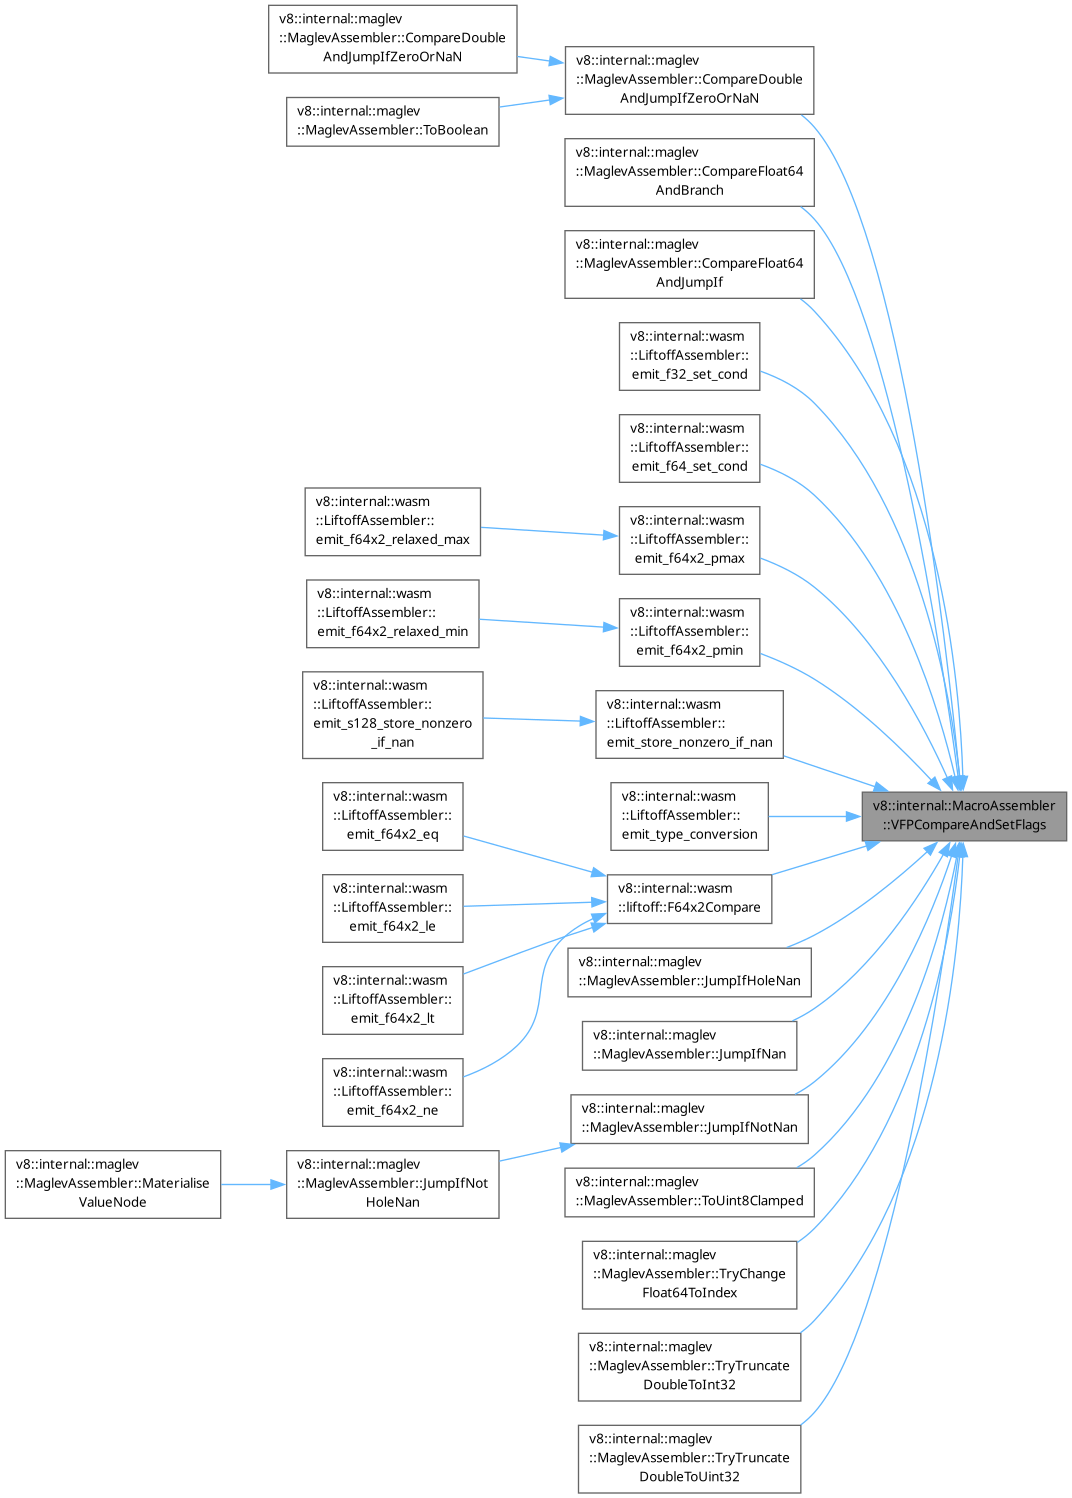 v8::internal::maglev
::MaglevAssembler::CompareDouble
AndJumpIfZeroOrNaN
v8::internal::maglev
::MaglevAssembler::ToBoolean
v8::internal::maglev
::MaglevAssembler::CompareDouble
AndJumpIfZeroOrNaN
v8::internal::maglev
::MaglevAssembler::CompareFloat64
AndBranch
v8::internal::maglev
::MaglevAssembler::CompareFloat64
AndJumpIf
v8::internal::wasm
::LiftoffAssembler::
emit_f32_set_cond
v8::internal::wasm
::LiftoffAssembler::
emit_f64_set_cond
v8::internal::wasm
::LiftoffAssembler::
emit_f64x2_relaxed_max
v8::internal::wasm
::LiftoffAssembler::
emit_f64x2_pmax
v8::internal::wasm
::LiftoffAssembler::
emit_f64x2_relaxed_min
v8::internal::wasm
::LiftoffAssembler::
emit_f64x2_pmin
v8::internal::wasm
::LiftoffAssembler::
emit_s128_store_nonzero
_if_nan
v8::internal::wasm
::LiftoffAssembler::
emit_store_nonzero_if_nan
v8::internal::MacroAssembler
::VFPCompareAndSetFlags
v8::internal::wasm
::LiftoffAssembler::
emit_type_conversion
v8::internal::wasm
::LiftoffAssembler::
emit_f64x2_eq
v8::internal::wasm
::liftoff::F64x2Compare
v8::internal::wasm
::LiftoffAssembler::
emit_f64x2_le
v8::internal::maglev
::MaglevAssembler::JumpIfHoleNan
v8::internal::wasm
::LiftoffAssembler::
emit_f64x2_lt
v8::internal::maglev
::MaglevAssembler::JumpIfNan
v8::internal::wasm
::LiftoffAssembler::
emit_f64x2_ne
v8::internal::maglev
::MaglevAssembler::JumpIfNotNan
v8::internal::maglev
::MaglevAssembler::Materialise
ValueNode
v8::internal::maglev
::MaglevAssembler::JumpIfNot
HoleNan
v8::internal::maglev
::MaglevAssembler::ToUint8Clamped
v8::internal::maglev
::MaglevAssembler::TryChange
Float64ToIndex
v8::internal::maglev
::MaglevAssembler::TryTruncate
DoubleToInt32
v8::internal::maglev
::MaglevAssembler::TryTruncate
DoubleToUint32